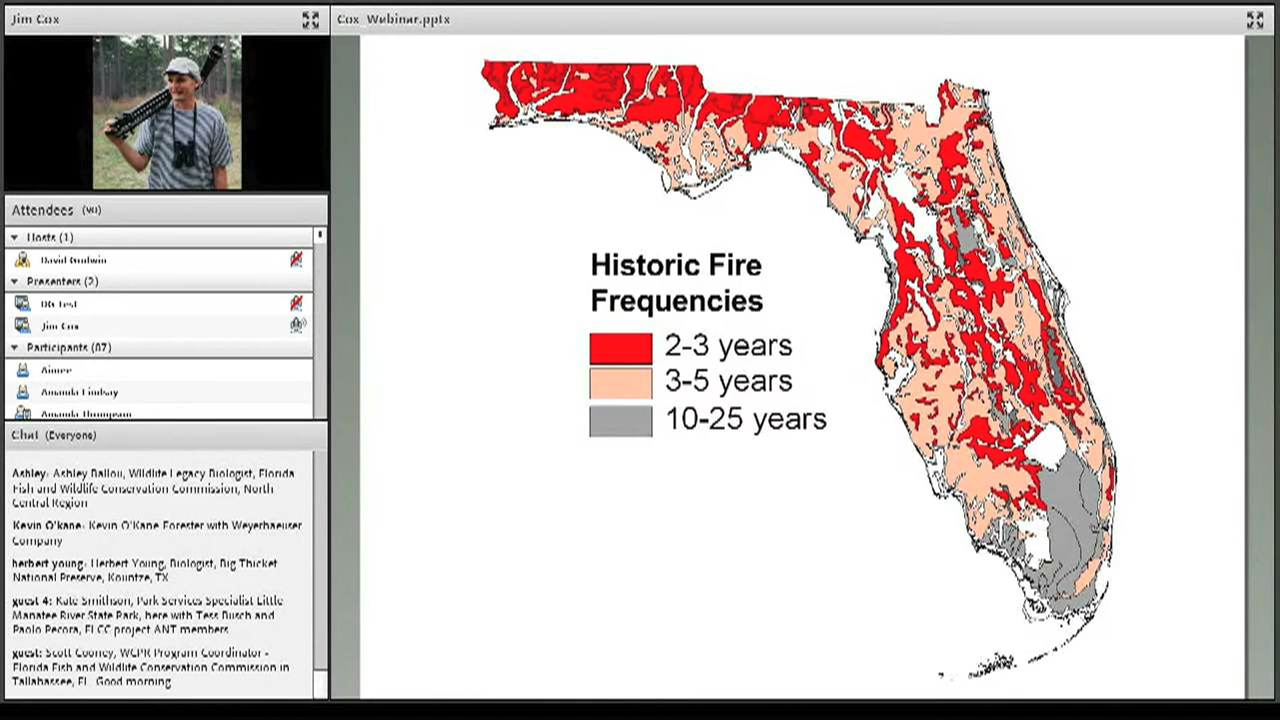 Jim Cox
Attendees (90)
Hosts (1)
David Godwin
Presenters (2)
DG Test
Jim Cox
Participants (87)
Aimee
Amanda Lindsay
Amanda Thompson
Chat (Everyone)
Ashley: Ashley Ballou, Wildlife Legacy Biologist, Florida
Fish and Wildlife Conservation Commission, North
Central Region
Kevin O'kane: Kevin O'Kane Forester with Weyerhaeuser
Company
herbert young: Herbert Young, Biologist, Big Thicket
National Preserve, Kountze, TX
guest 4: Kate Smithson, Park Services Specialist Little
Manatee River State Park, here with Tess Busch and
Paolo Pecora, FLCC project ANT members
guest: Scott Cooney, WCPR Program Coordinator -
Florida Fish and Wildlife Conservation Commission in
Tallahassee, FL. Good morning
Cox_Webinar.pptx
Historic Fire
Frequencies
2-3 years
3-5 years
10-25 years